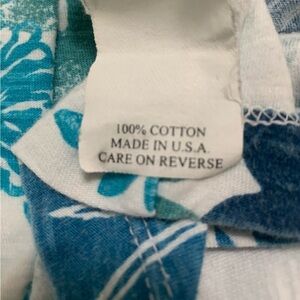 100% COTTON
MADE IN U.S.A.
CARE ON REVERSE